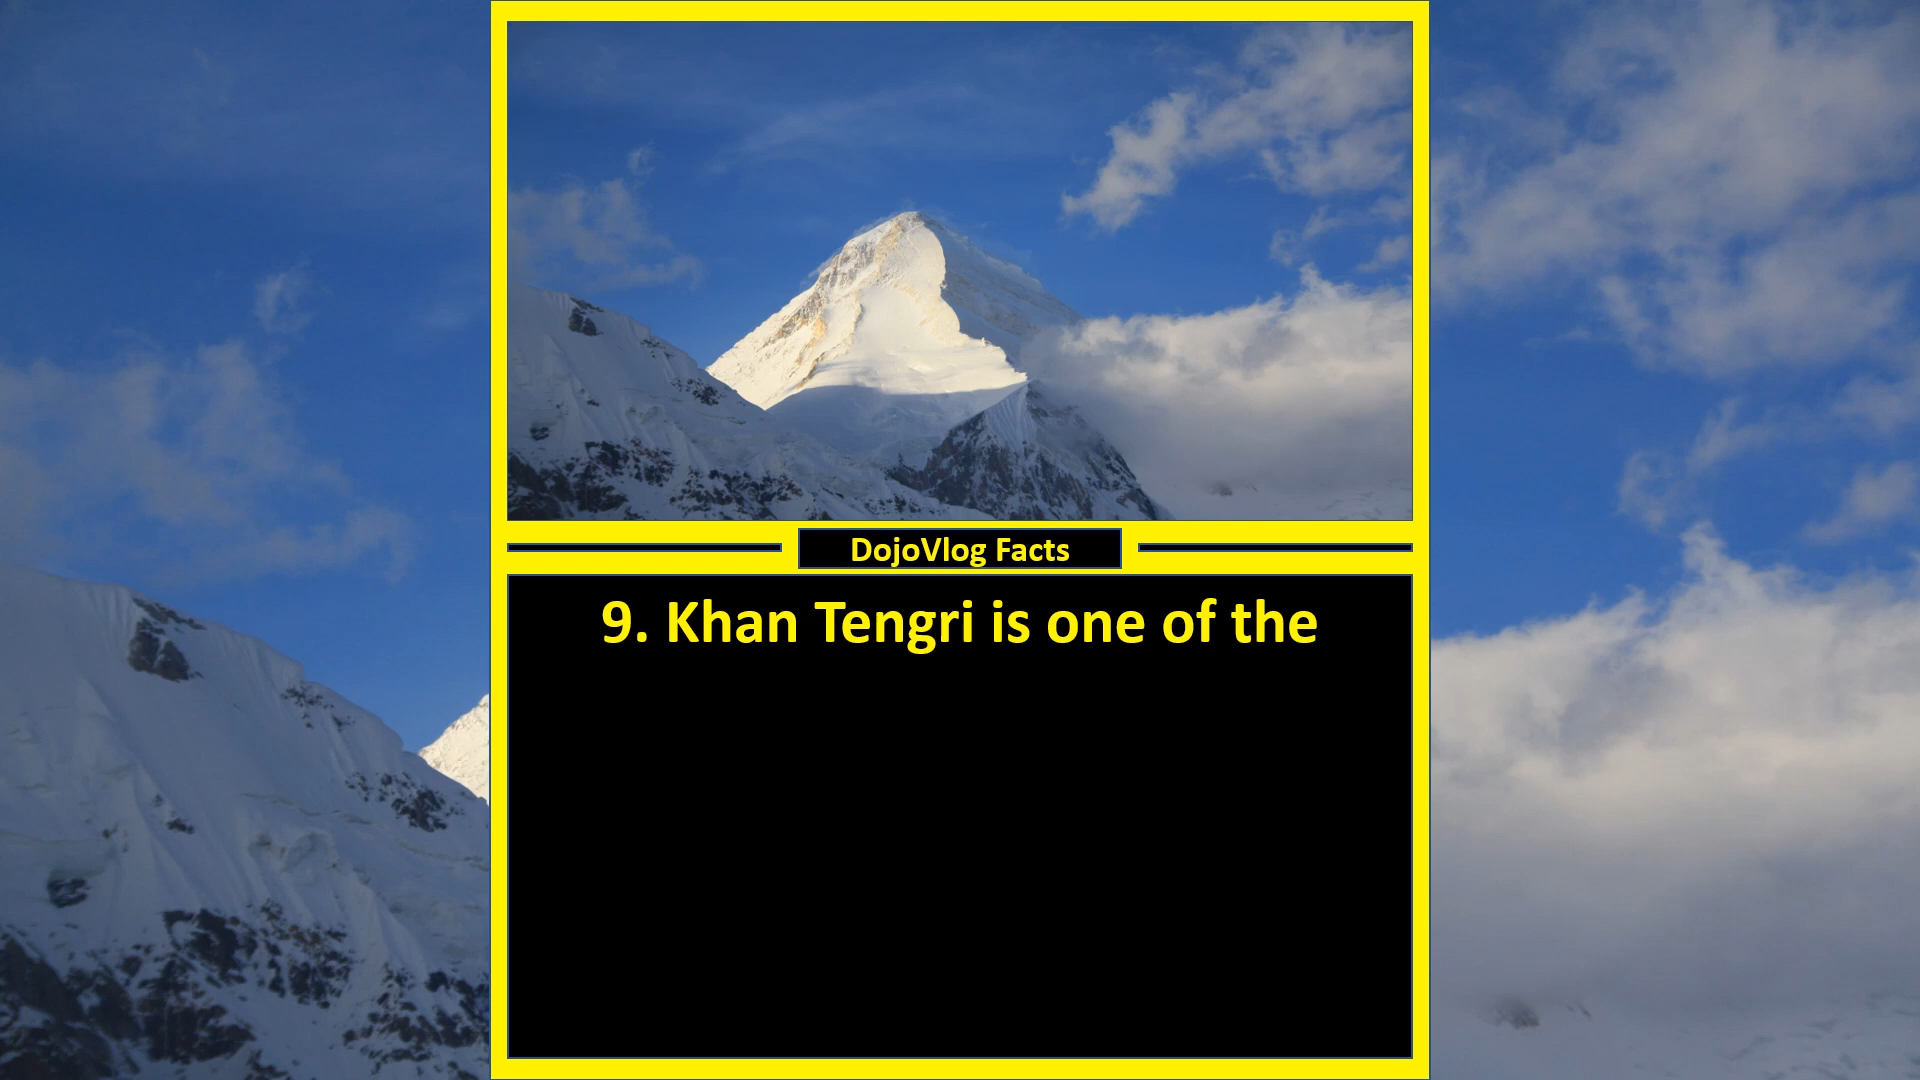 DojoVlog Facts
9. Khan Tengri is one of the